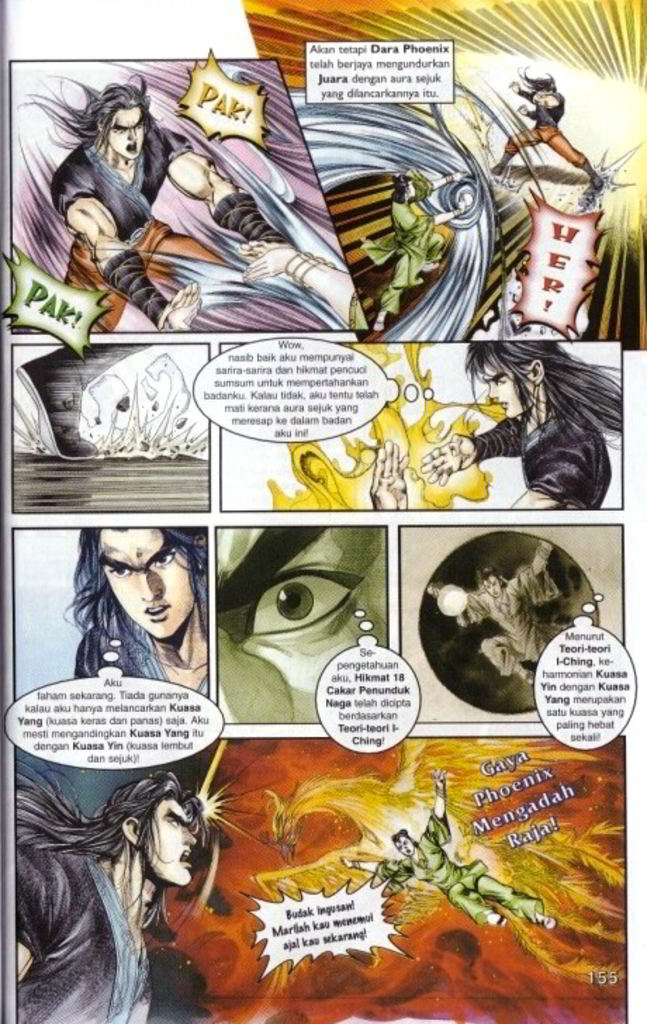 Akan tetapi Dara Phoenix
telah berjaya mengundurkan
Juara dengan aura sejuk
yang dilancarkannya itu.
PAK!
PAK!
HER!
Wow,
nasib baik aku mempunyai
sarira-sarira dan hikmat pencuci
sumsum untuk mempertahankan
badanku. Kalau tidak, aku tentu telah
mati kerana aura sejuk yang
meresap ke dalam badan
aku ini!
Aku
faham sekarang. Tiada gunanya
kalau aku hanya melancarkan Kuasa
Yang (kuasa keras dan panas) saja. Aku
mesti mengandingkan Kuasa Yang itu
dengan Kuasa Yin (kuasa lembut
dan sejuk)!
Se-
pengetahuan
aku, Hikmat 18
Cakar Penunduk
Naga telah dicipta
berdasarkan
Teori-teori I-
Ching!
Menurut
Teori-teori
I-Ching, ke-
harmonian Kuasa
Yin dengan Kuasa
Yang merupakan
satu kuasa yang
paling hebat
sekali!
Gaya
Phoenix
Mengadah
Raja!
Budak ingusan!
Marilah kau menemui
ajal kau sekarang!
155